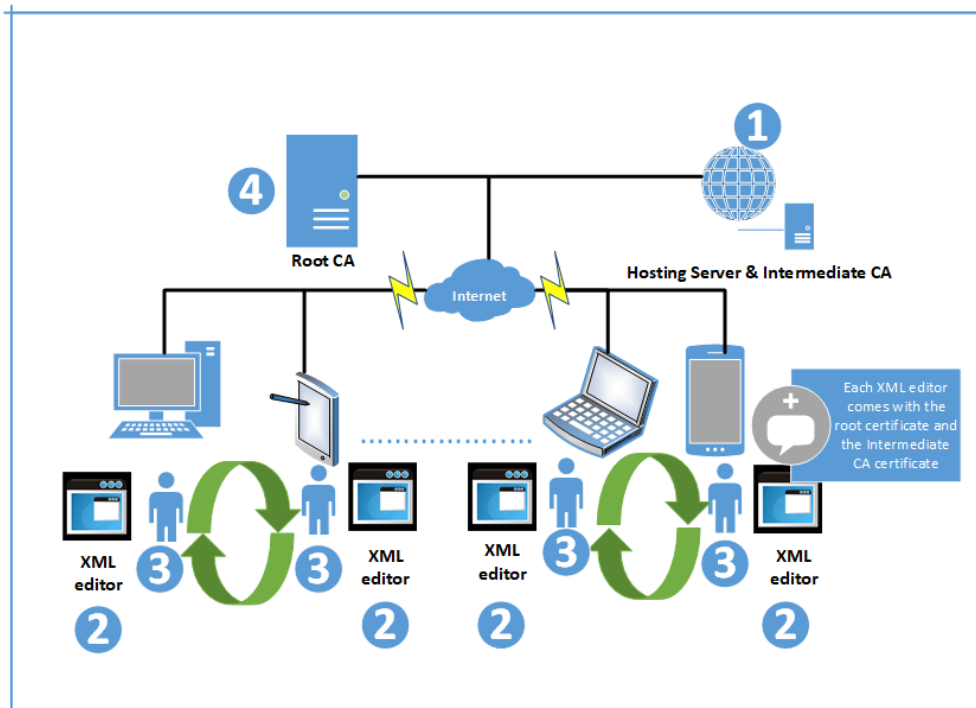 1
4
Root CA
Hosting Server & Intermediate CA
Internet
Each XML editor
comes with the
root certificate and
the Intermediate
CA certificate
XML
editor
3
3
XML
editor
XML
editor
3
3
XML
editor
2
2
2
2